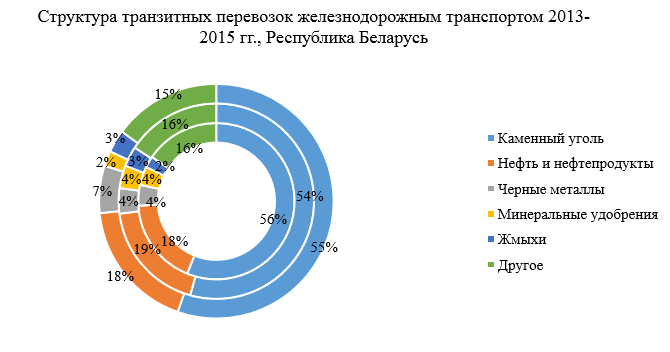 Структура транзитных перевозок железнодорожным транспортом 2013-
2015 гг., Республика Беларусь
15%
16%
16%
3%
3%
2%
2%
4%
4%
7%
4%
4%
54%
56%
55%
18%
19%
18%
Каменный уголь
Нефть и нефтепродукты
Черные металлы
Минеральные удобрения
Жмыхи
Другое